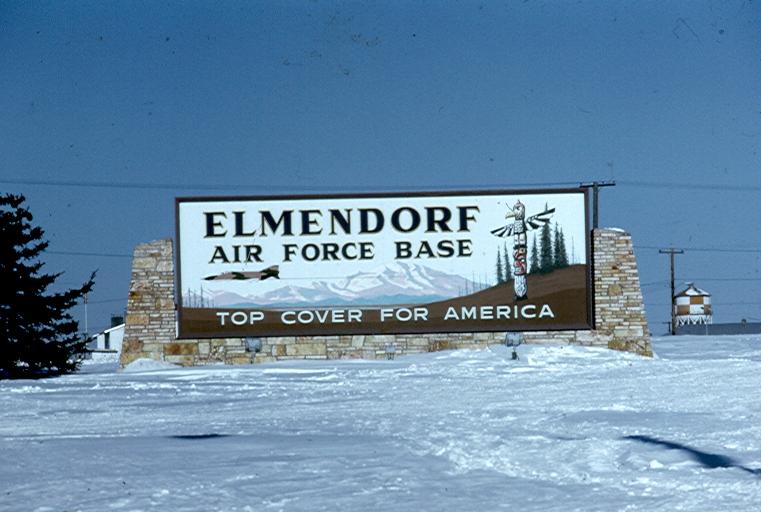 ELMENDORF
AIR FORCE BASE
TOP COVER FOR AMERICA